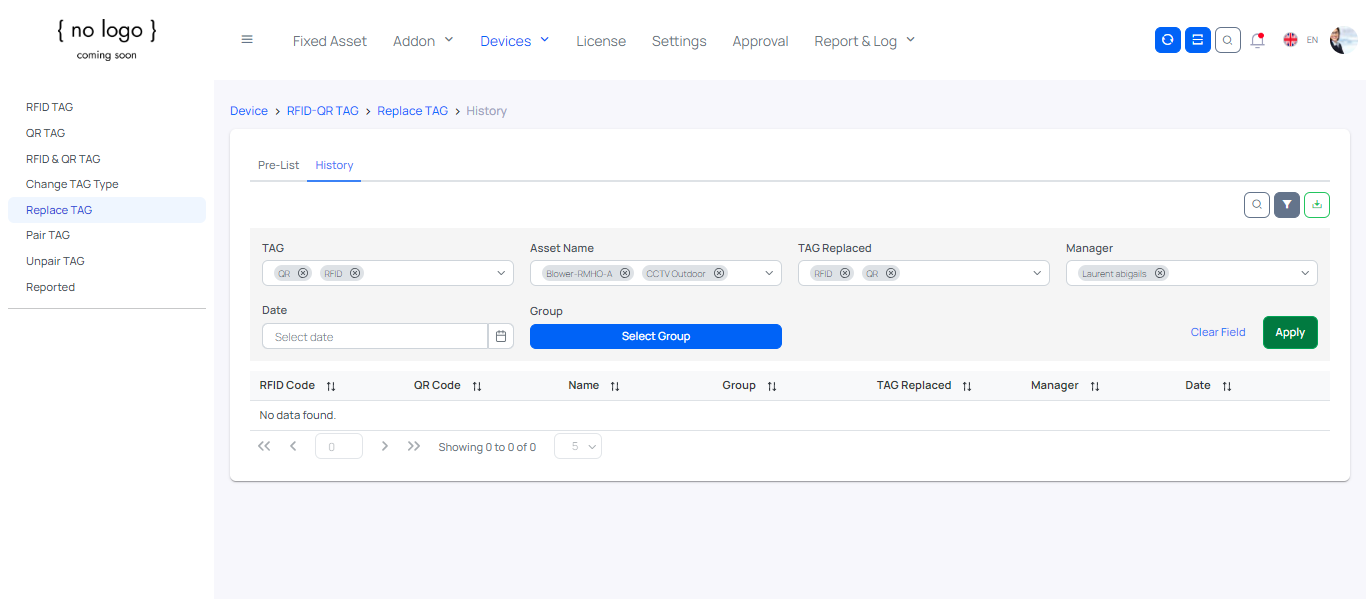 { no logo }
coming soon
Fixed Asset Addon Devices License Settings Approval Report & Log EN
RFID TAG
QR TAG
RFID & QR TAG
Change TAG Type
Replace TAG
Pair TAG
Unpair TAG
Reported
Device > RFID-QR TAG > Replace TAG > History
Pre-List History
TAG Asset Name TAG Replaced Manager
QR RFID Blower-RMHO-A CCTV Outdoor RFID QR Laurent abigails
Date Group
Select date Select Group Clear Field Apply
RFID Code QR Code Name Group TAG Replaced Manager Date
No data found.
0 Showing 0 to 0 of 0 5